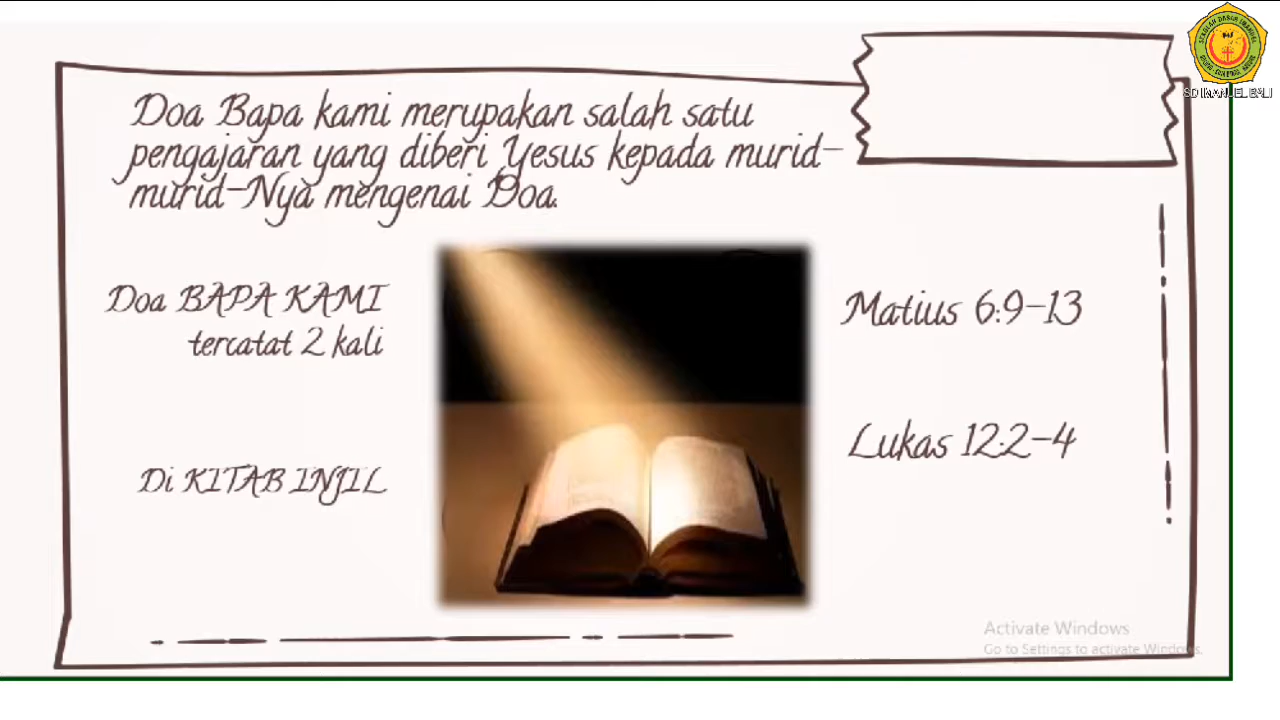 Doa Bapa kami merupakan salah satu
pengajaran yang diberi Yesus kepada murid-
murid-Nya mengenai Doa.
Doa BAPA KAMI
tercatat 2 kali
Di KITAB INJIL
Matius 6:9-13
Lukas 12:2-4
SD IMANUEL BALI
Activate Windows
Go to Settings to activate Windows.